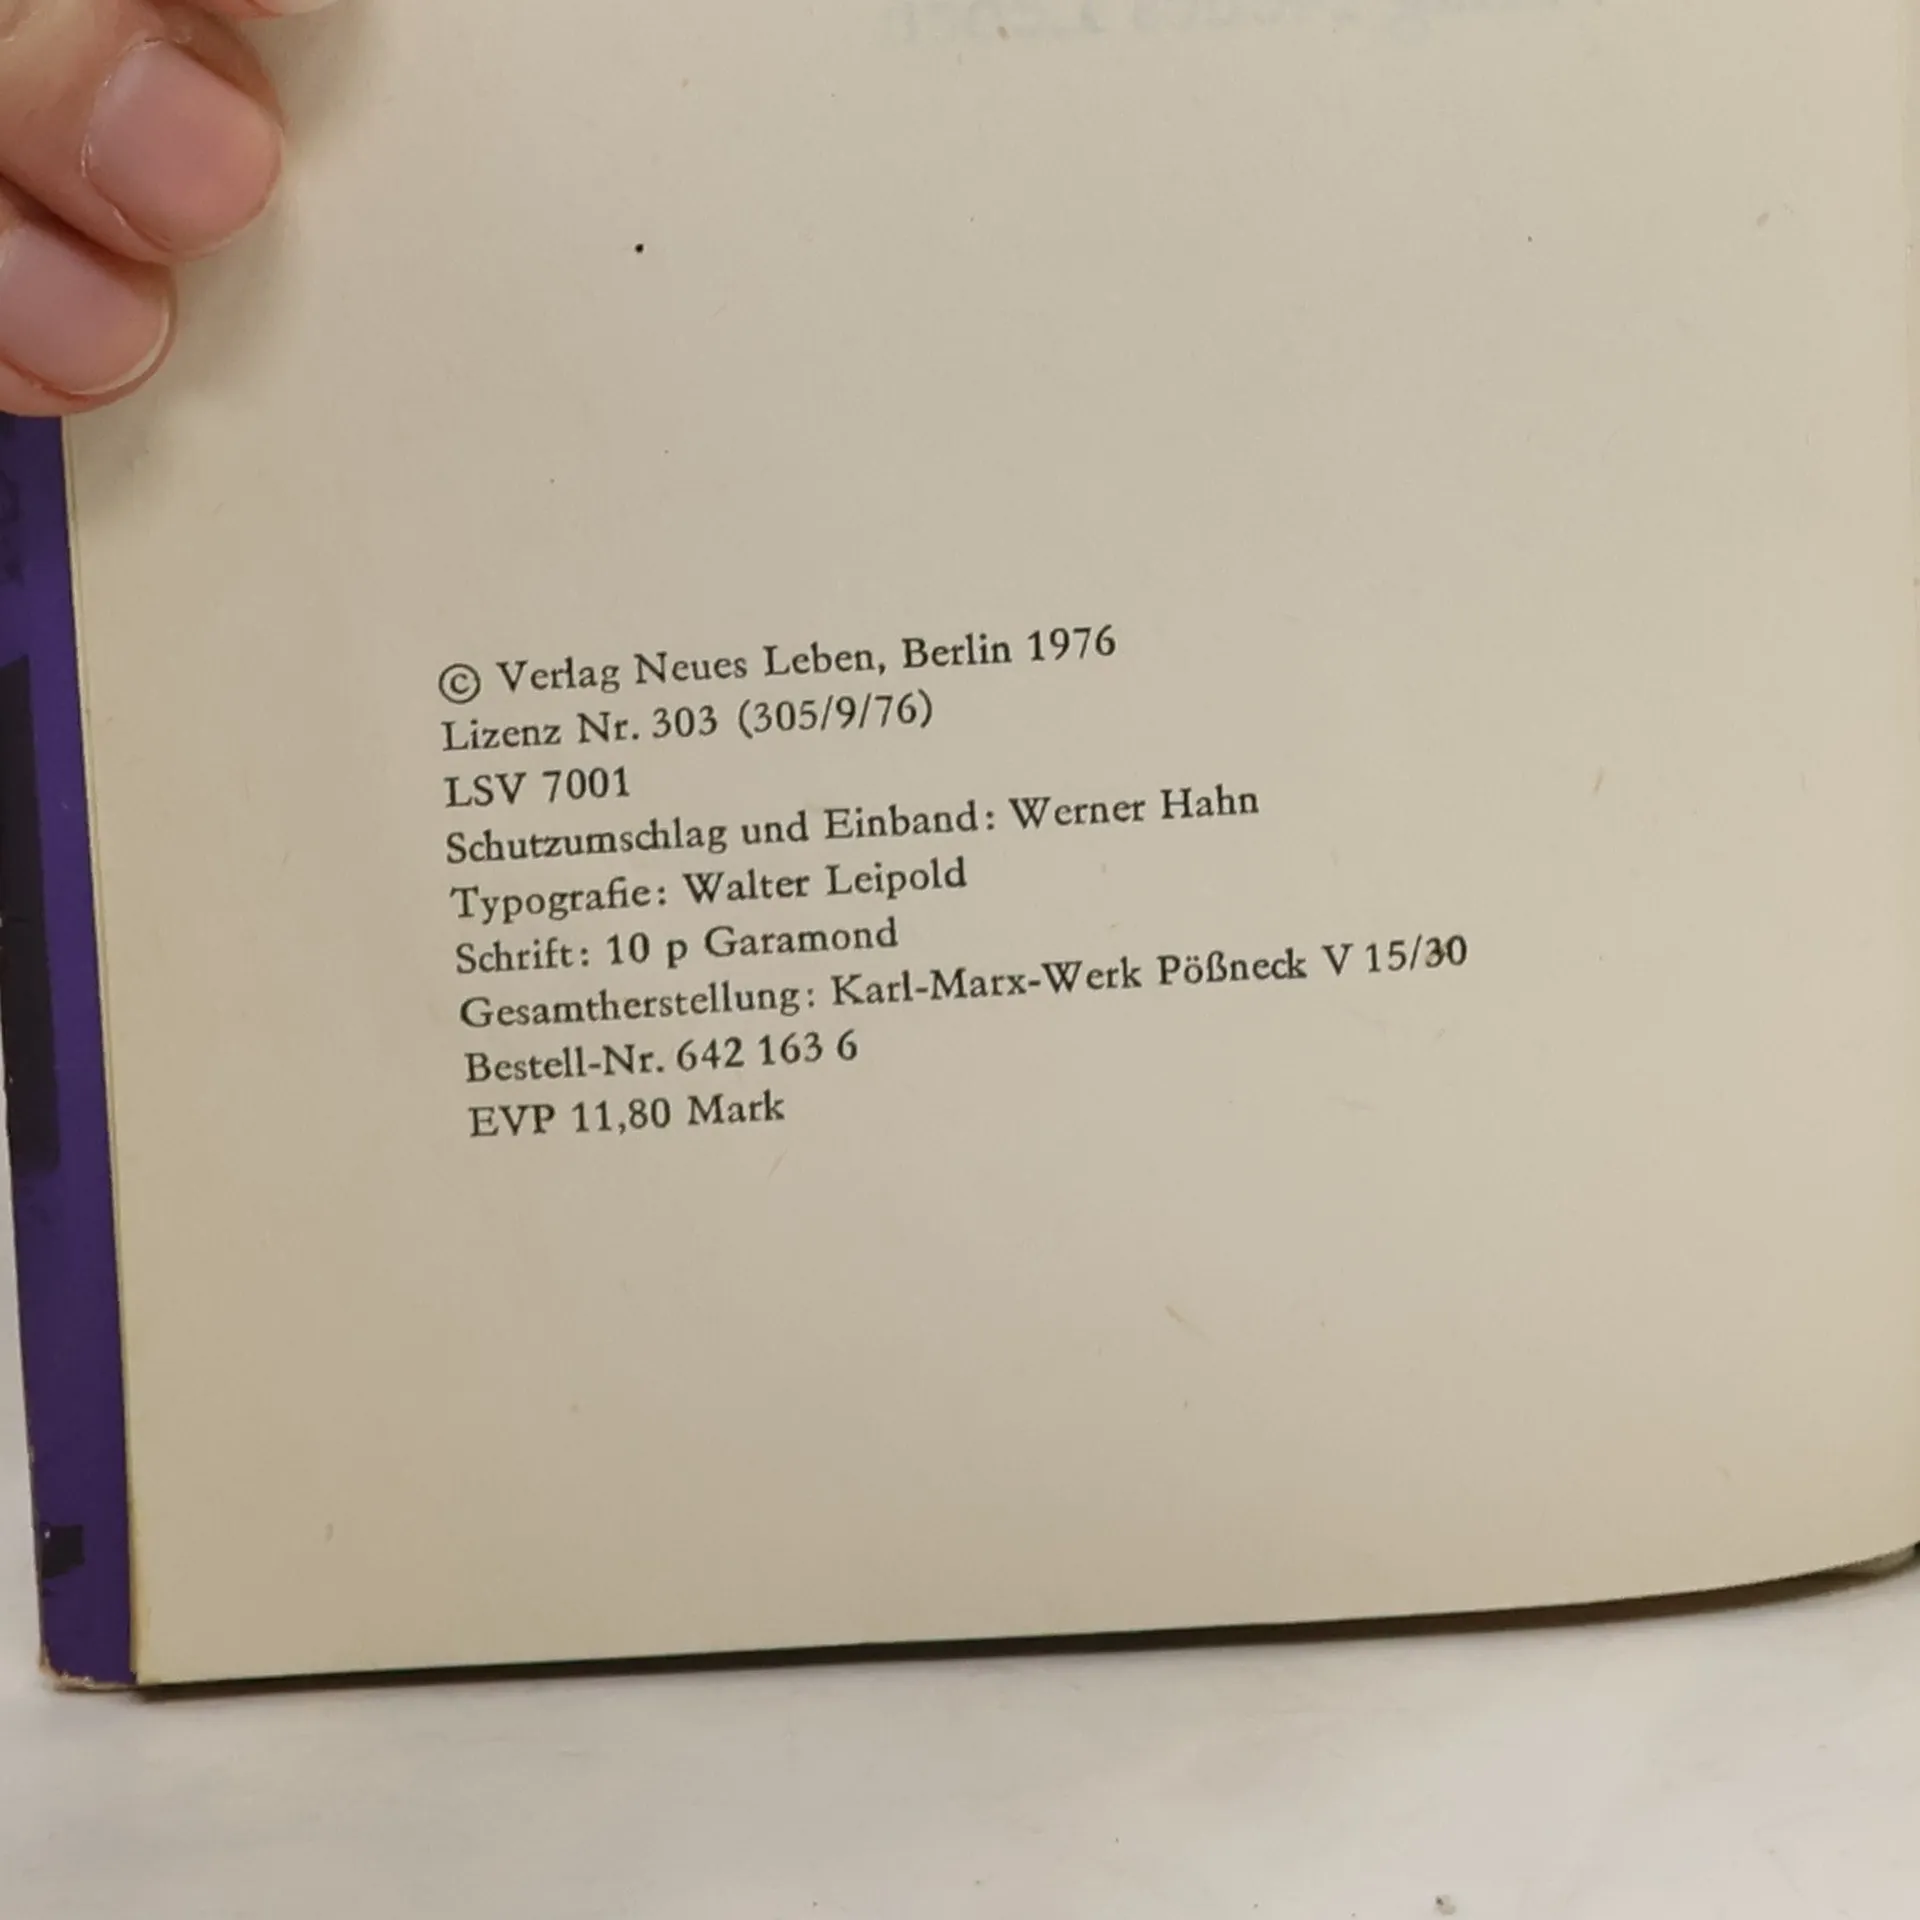 © Verlag Neues Leben, Berlin 1976
Lizenz Nr. 303 (305/9/76)
LSV 7001
Schutzumschlag und Einband: Werner Hahn
Typografie: Walter Leipold
Schrift: 10 p Garamond
Gesamtherstellung: Karl-Marx-Werk Pößneck V 15/30
Bestell-Nr. 642 163 6
EVP 11,80 Mark